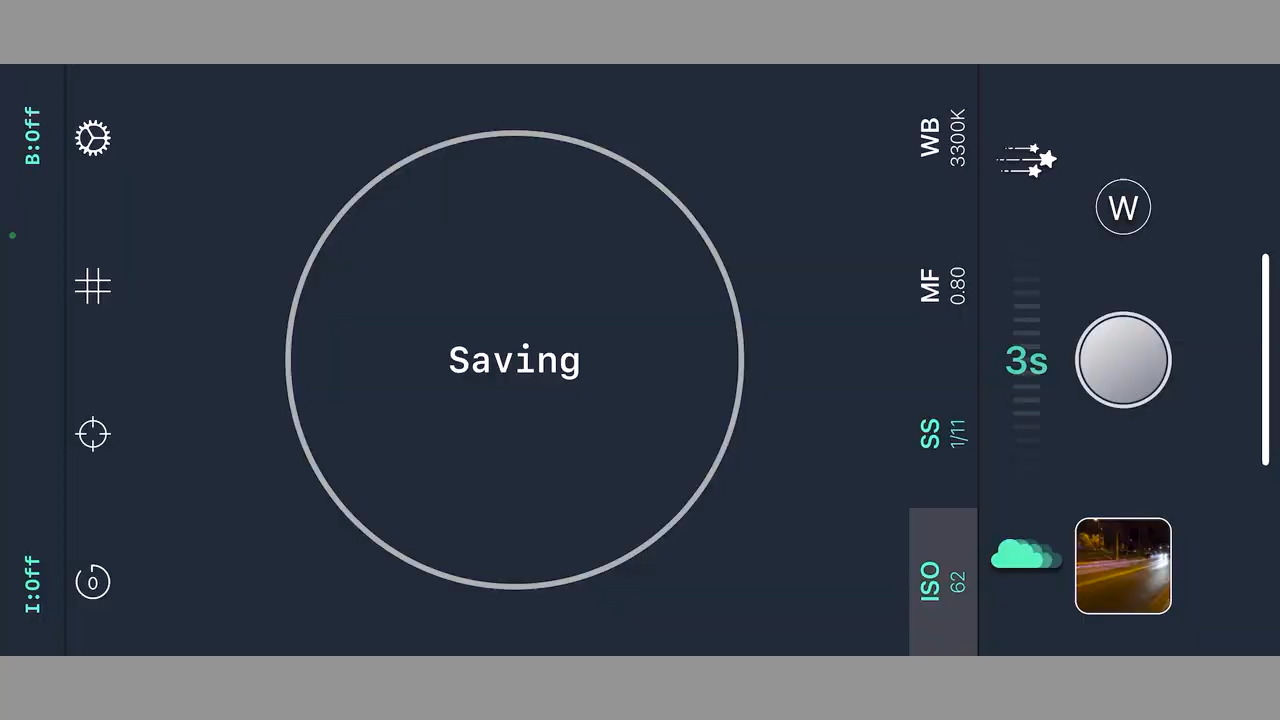 B:Off
I:Off
Saving
WB
3300K
MF
0.80
SS
1/11
ISO
62
3s
W
0